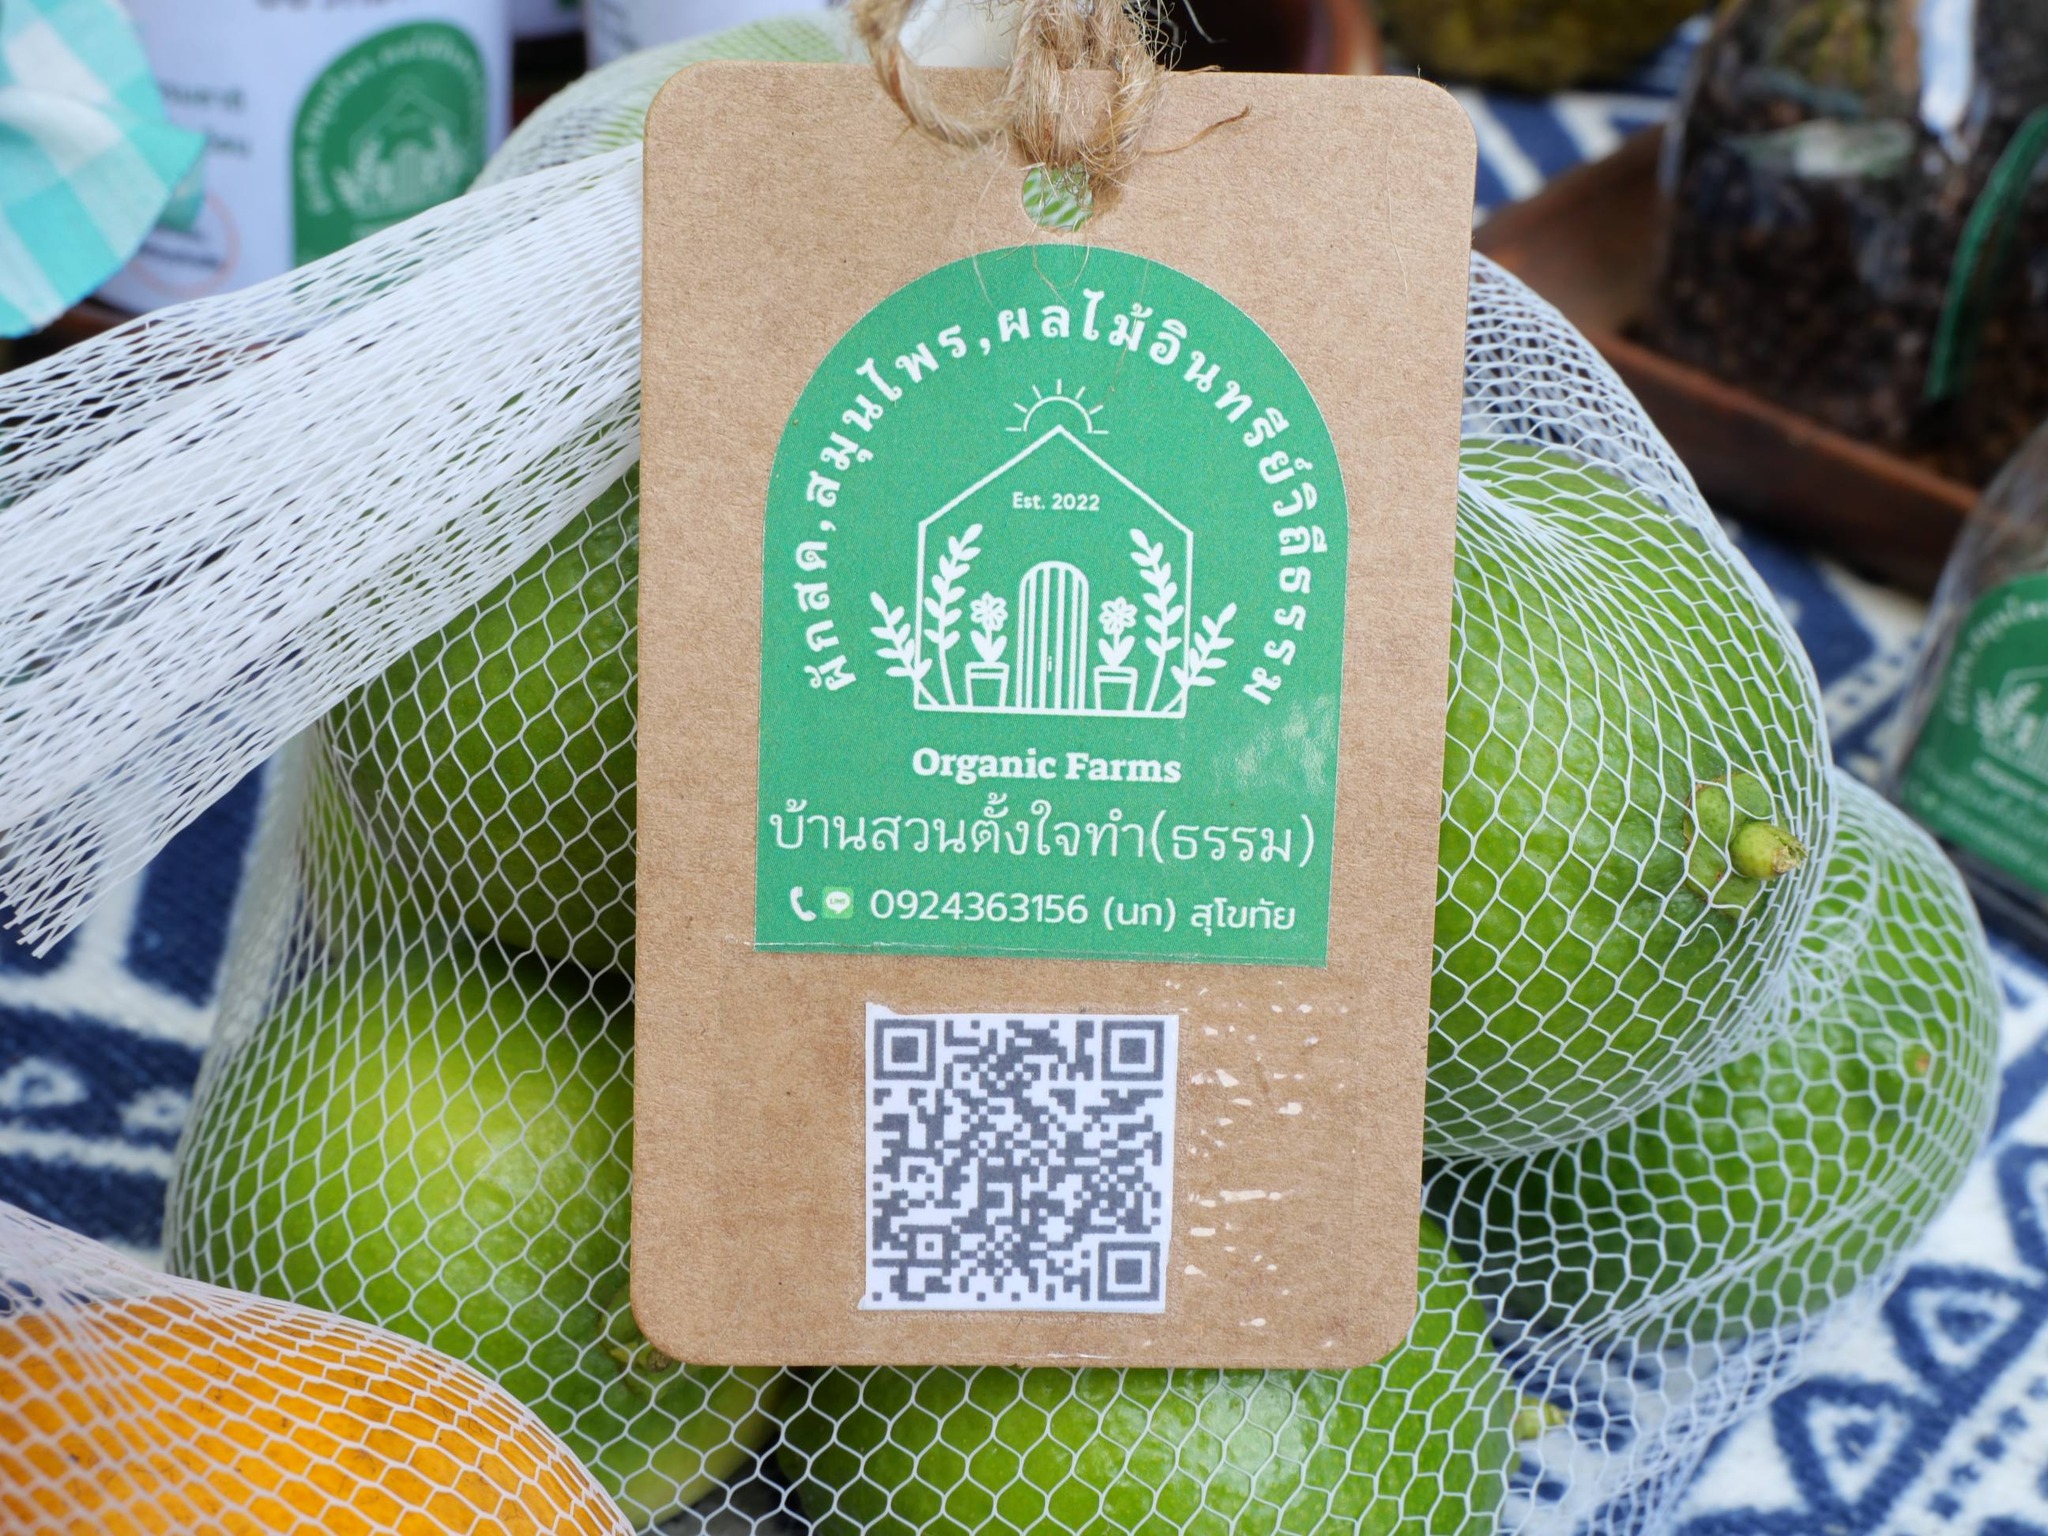 ผักสด,สมุนไพร,ผลไม้อินทรีย์วิถีธรรม
Est. 2022
Organic Farms
บ้านสวนตั้งใจทำ(ธรรม)
LINE 0924363156 (นก) สุโขทัย